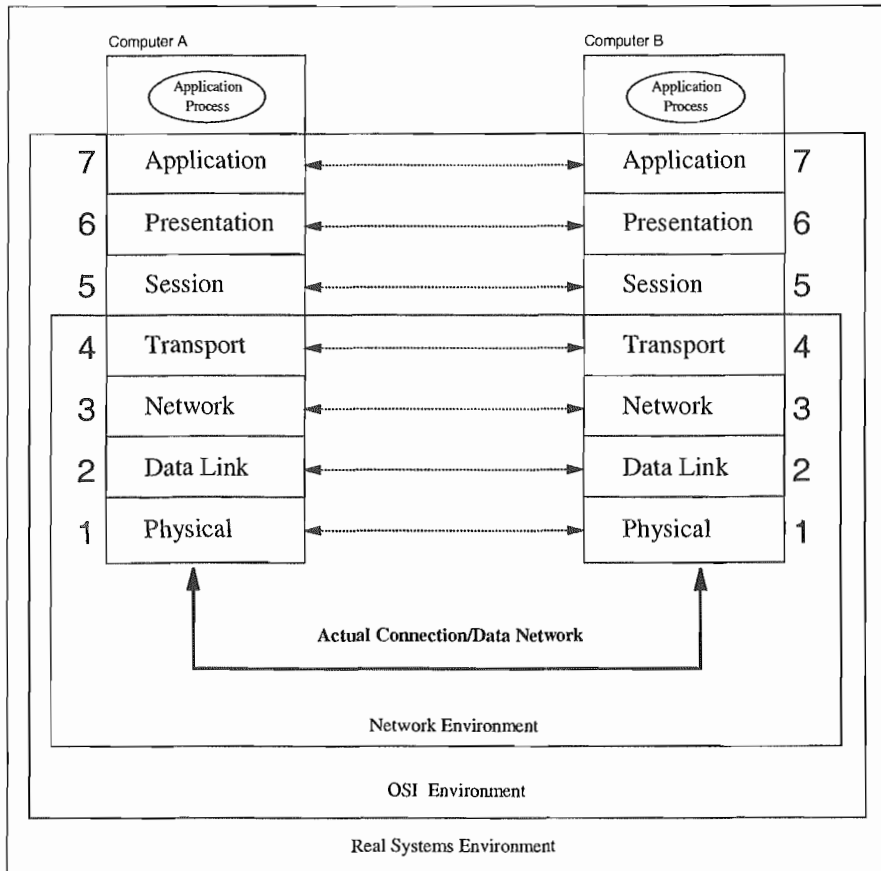 Computer A
Computer B
Application
Process
Application
Process
7 Application Application 7
6 Presentation Presentation 6
5 Session Session 5
4 Transport Transport 4
3 Network Network 3
2 Data Link Data Link 2
1 Physical Physical 1
Actual Connection/Data Network
Network Environment
OSI Environment
Real Systems Environment